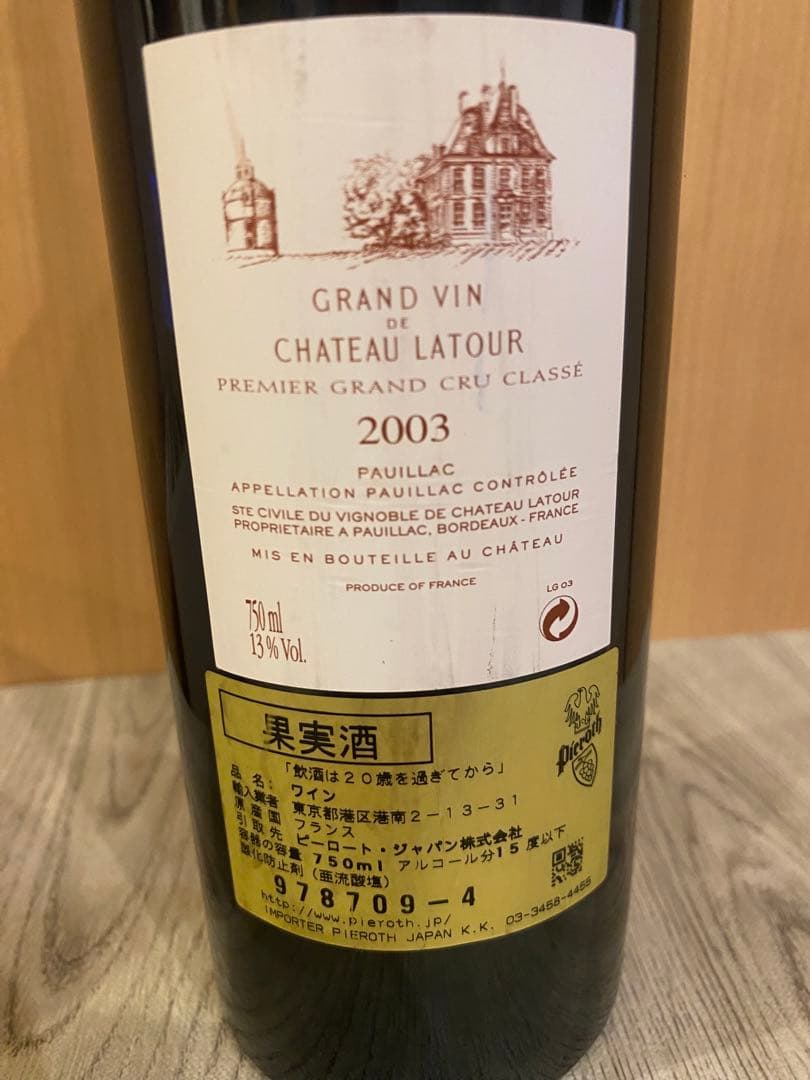 GRAND VIN
DE
CHATEAU LATOUR
PREMIER GRAND CRU CLASSÉ
2003
PAUILLAC
APPELLATION PAUILLAC CONTRÔLÉE
STE CIVILE DU VIGNOBLE DE CHATEAU LATOUR
PROPRIETAIRE A PAUILLAC, BORDEAUX - FRANCE
MIS EN BOUTEILLE AU CHÂTEAU
PRODUCE OF FRANCE
LG 03
750 ml
13 % Vol.
果実酒
Pieroth
「飲酒は20歳を過ぎてから」
品名: ワイン
輸入業者 東京都港区港南2-13-31
原産国 フランス
引取先 ピーロート・ジャパン株式会社
容器の容量 750ml アルコール分15度以下
酸化防止剤(亜流酸塩)
978709-4
http://www.pieroth.jp/
IMPORTER PIEROTH JAPAN K.K. 03-3458-4455